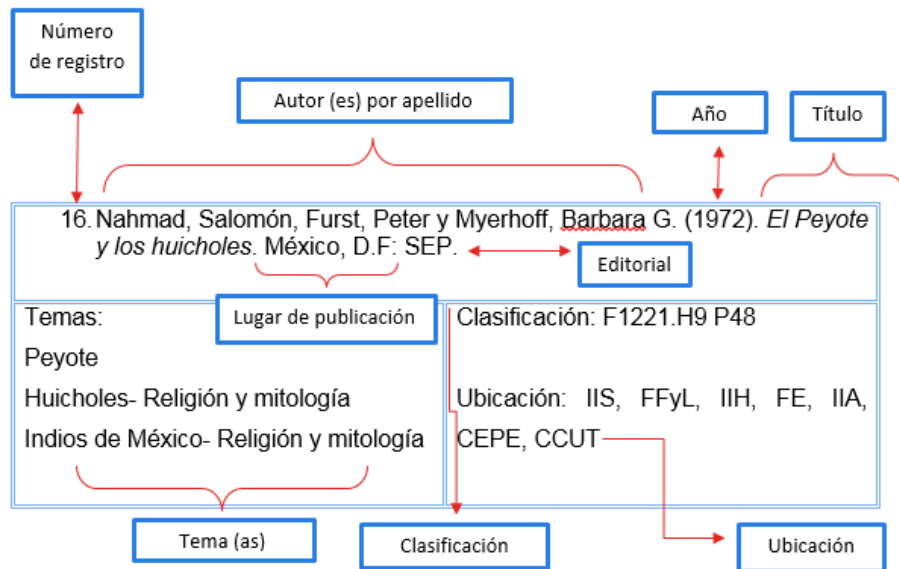 Número
de registro
Autor (es) por apellido
Año
Título
16. Nahmad, Salomón, Furst, Peter y Myerhoff, Barbara G. (1972). El Peyote
y los huicholes. México, D.F: SEP.
Editorial
Lugar de publicación
Temas:
Peyote
Huicholes- Religión y mitología
Indios de México- Religión y mitología
Clasificación: F1221.H9 P48
Ubicación: IIS, FFyL, IIH, FE, IIA,
CEPE, CCUT
Tema (as)
Clasificación
Ubicación